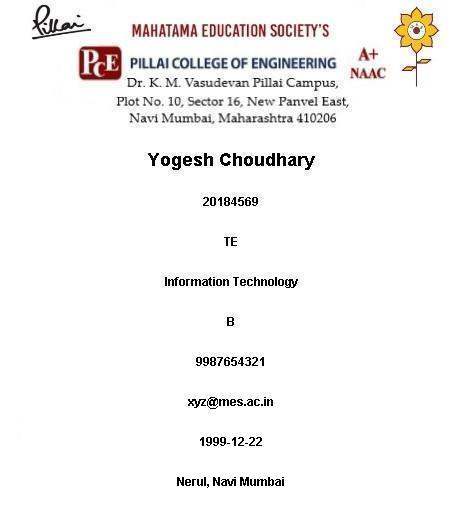 Pillai
MAHATAMA EDUCATION SOCIETY'S
PCE
PILLAI COLLEGE OF ENGINEERING
A+
NAAC
Dr. K. M. Vasudevan Pillai Campus,
Plot No. 10, Sector 16, New Panvel East,
Navi Mumbai, Maharashtra 410206
Yogesh Choudhary
20184569
TE
Information Technology
B
9987654321
xyz@mes.ac.in
1999-12-22
Nerul, Navi Mumbai